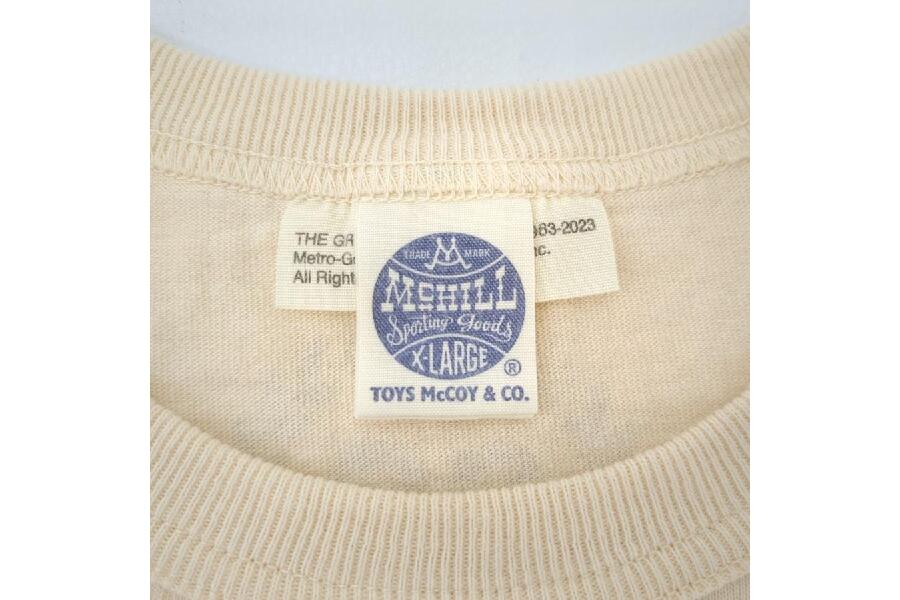 THE GR 963-2023
Metro-G nc.
All Right
M
TRADE MARK
McHILL
Sporting Goods
X-LARGE
®
TOYS McCOY & CO.